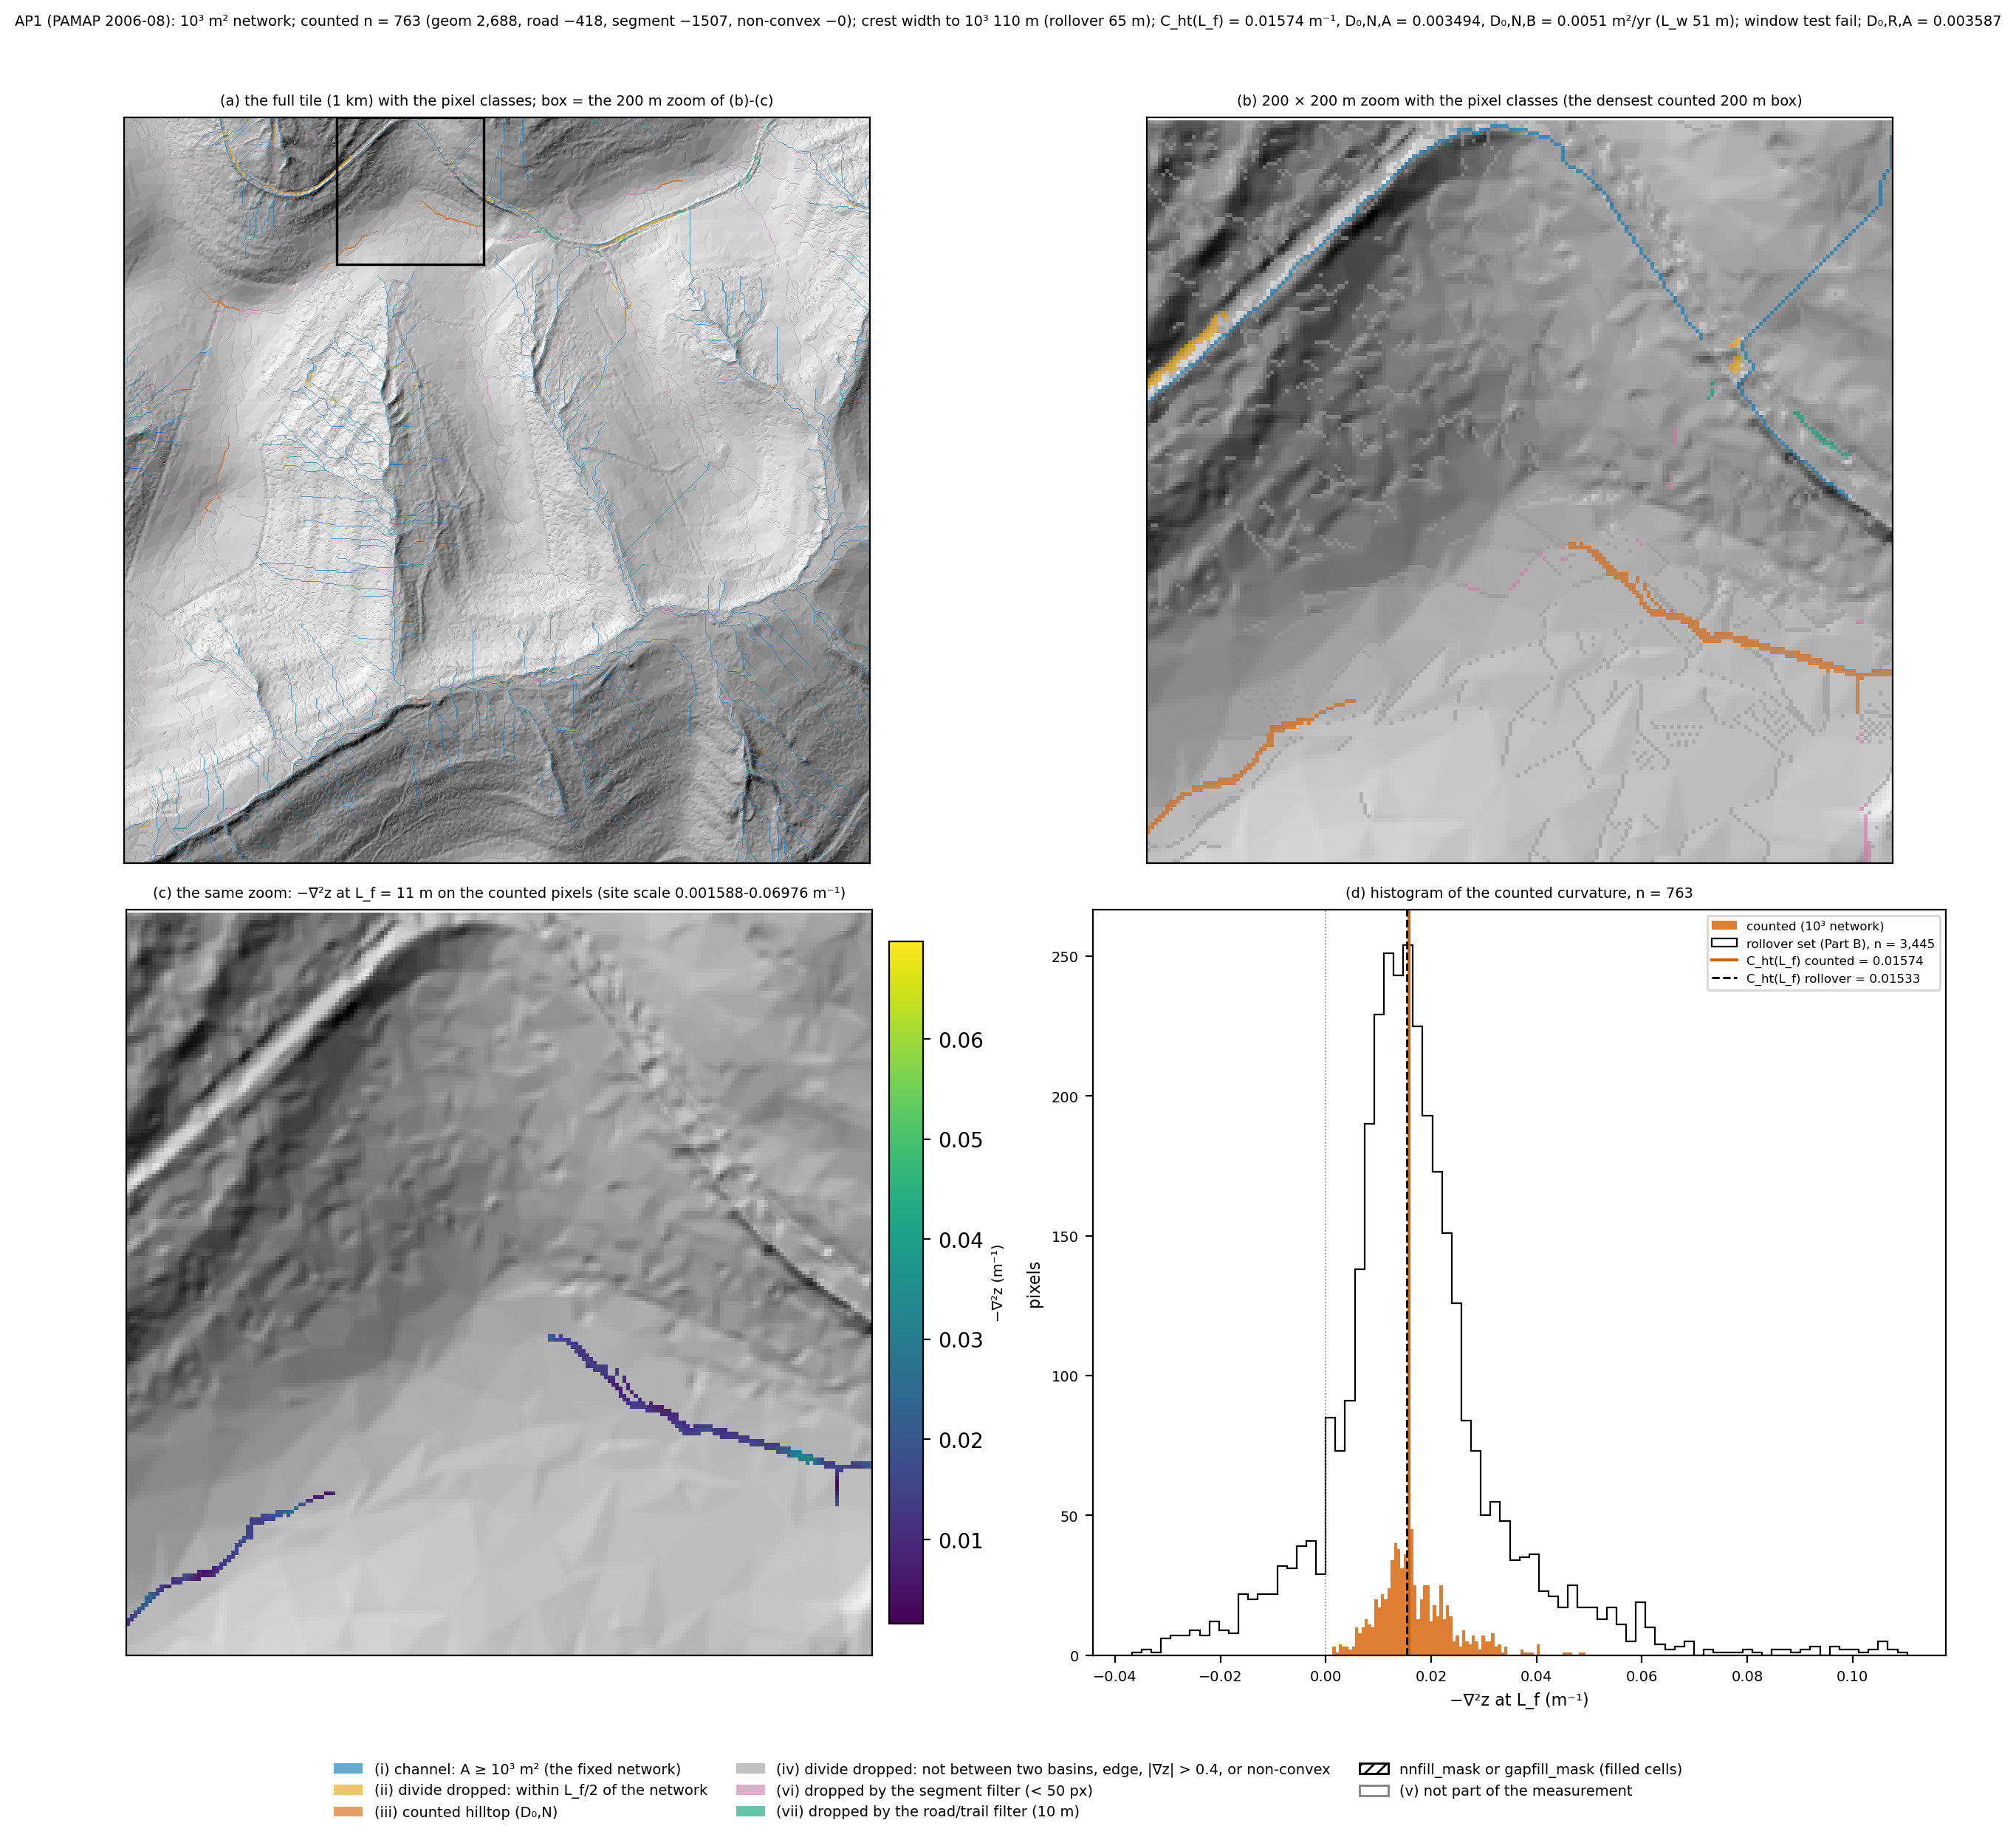 AP1 (PAMAP 2006-08): 10³ m² network; counted n = 763 (geom 2,688, road −418, segment −1507, non-convex −0); crest width to 10³ 110 m (rollover 65 m); C_ht(L_f) = 0.01574 m⁻¹, D₀,N,A = 0.003494, D₀,N,B = 0.0051 m²/yr (L_w 51 m); window test fail; D₀,R,A = 0.003587
(a) the full tile (1 km) with the pixel classes; box = the 200 m zoom of (b)-(c)
(b) 200 × 200 m zoom with the pixel classes (the densest counted 200 m box)
(c) the same zoom: −∇²z at L_f = 11 m on the counted pixels (site scale 0.001588-0.06976 m⁻¹)
0.06
0.05
0.04
0.03
0.02
0.01
−∇²z (m⁻¹)
(d) histogram of the counted curvature, n = 763
counted (10³ network)
rollover set (Part B), n = 3,445
C_ht(L_f) counted = 0.01574
C_ht(L_f) rollover = 0.01533
250
200
150
100
50
0
pixels
−0.04 −0.02 0.00 0.02 0.04 0.06 0.08 0.10
−∇²z at L_f (m⁻¹)
(i) channel: A ≥ 10³ m² (the fixed network)
(ii) divide dropped: within L_f/2 of the network
(iii) counted hilltop (D₀,N)
(iv) divide dropped: not between two basins, edge, |∇z| > 0.4, or non-convex
(vi) dropped by the segment filter (< 50 px)
(vii) dropped by the road/trail filter (10 m)
nnfill_mask or gapfill_mask (filled cells)
(v) not part of the measurement